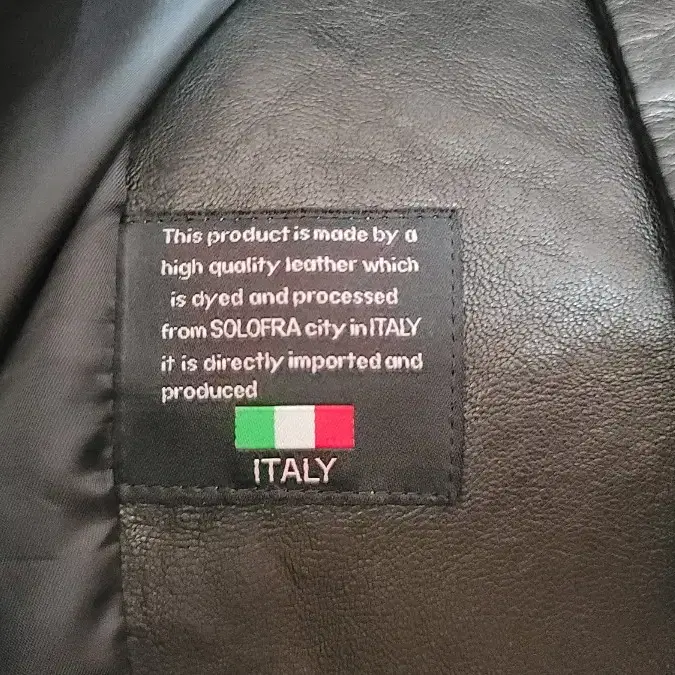 This product is made by a
high quality leather which
is dyed and processed
from SOLOFRA city in ITALY
it is directly imported and
produced
ITALY